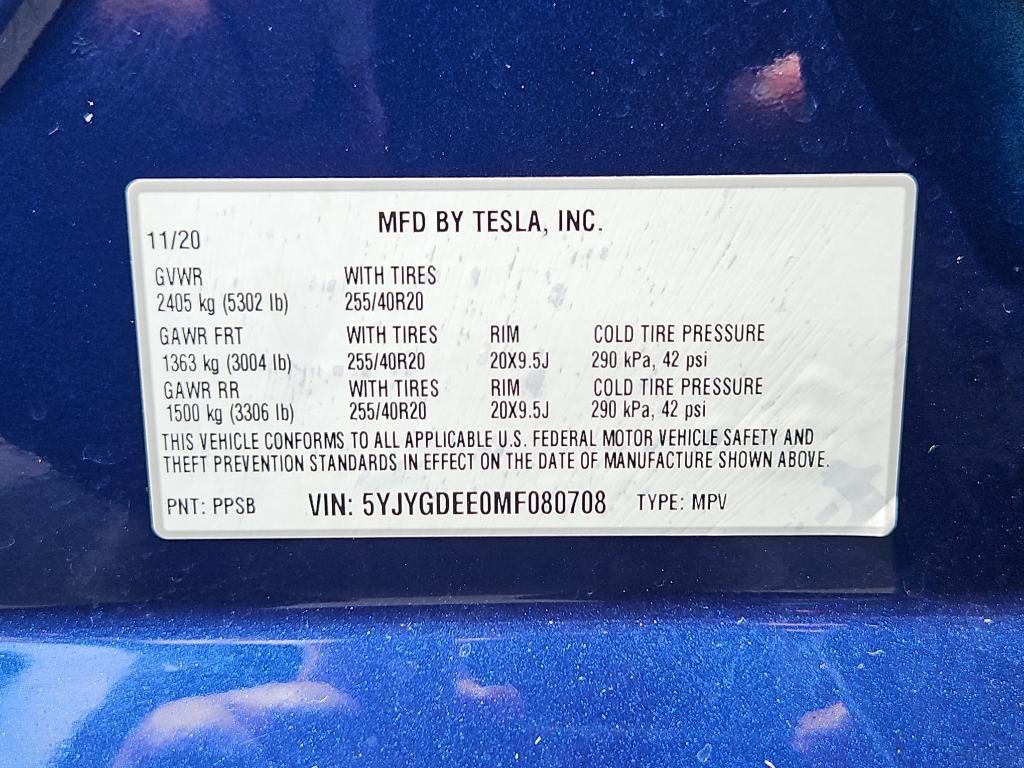 MFD BY TESLA, INC.
11/20
GVWR WITH TIRES
2405 kg (5302 lb) 255/40R20
GAWR FRT WITH TIRES RIM COLD TIRE PRESSURE
1363 kg (3004 lb) 255/40R20 20X9.5J 290 kPa, 42 psi
GAWR RR WITH TIRES RIM COLD TIRE PRESSURE
1500 kg (3306 lb) 255/40R20 20X9.5J 290 kPa, 42 psi
THIS VEHICLE CONFORMS TO ALL APPLICABLE U.S. FEDERAL MOTOR VEHICLE SAFETY AND
THEFT PREVENTION STANDARDS IN EFFECT ON THE DATE OF MANUFACTURE SHOWN ABOVE.
PNT: PPSB VIN: 5YJYGDEE0MF080708 TYPE: MPV